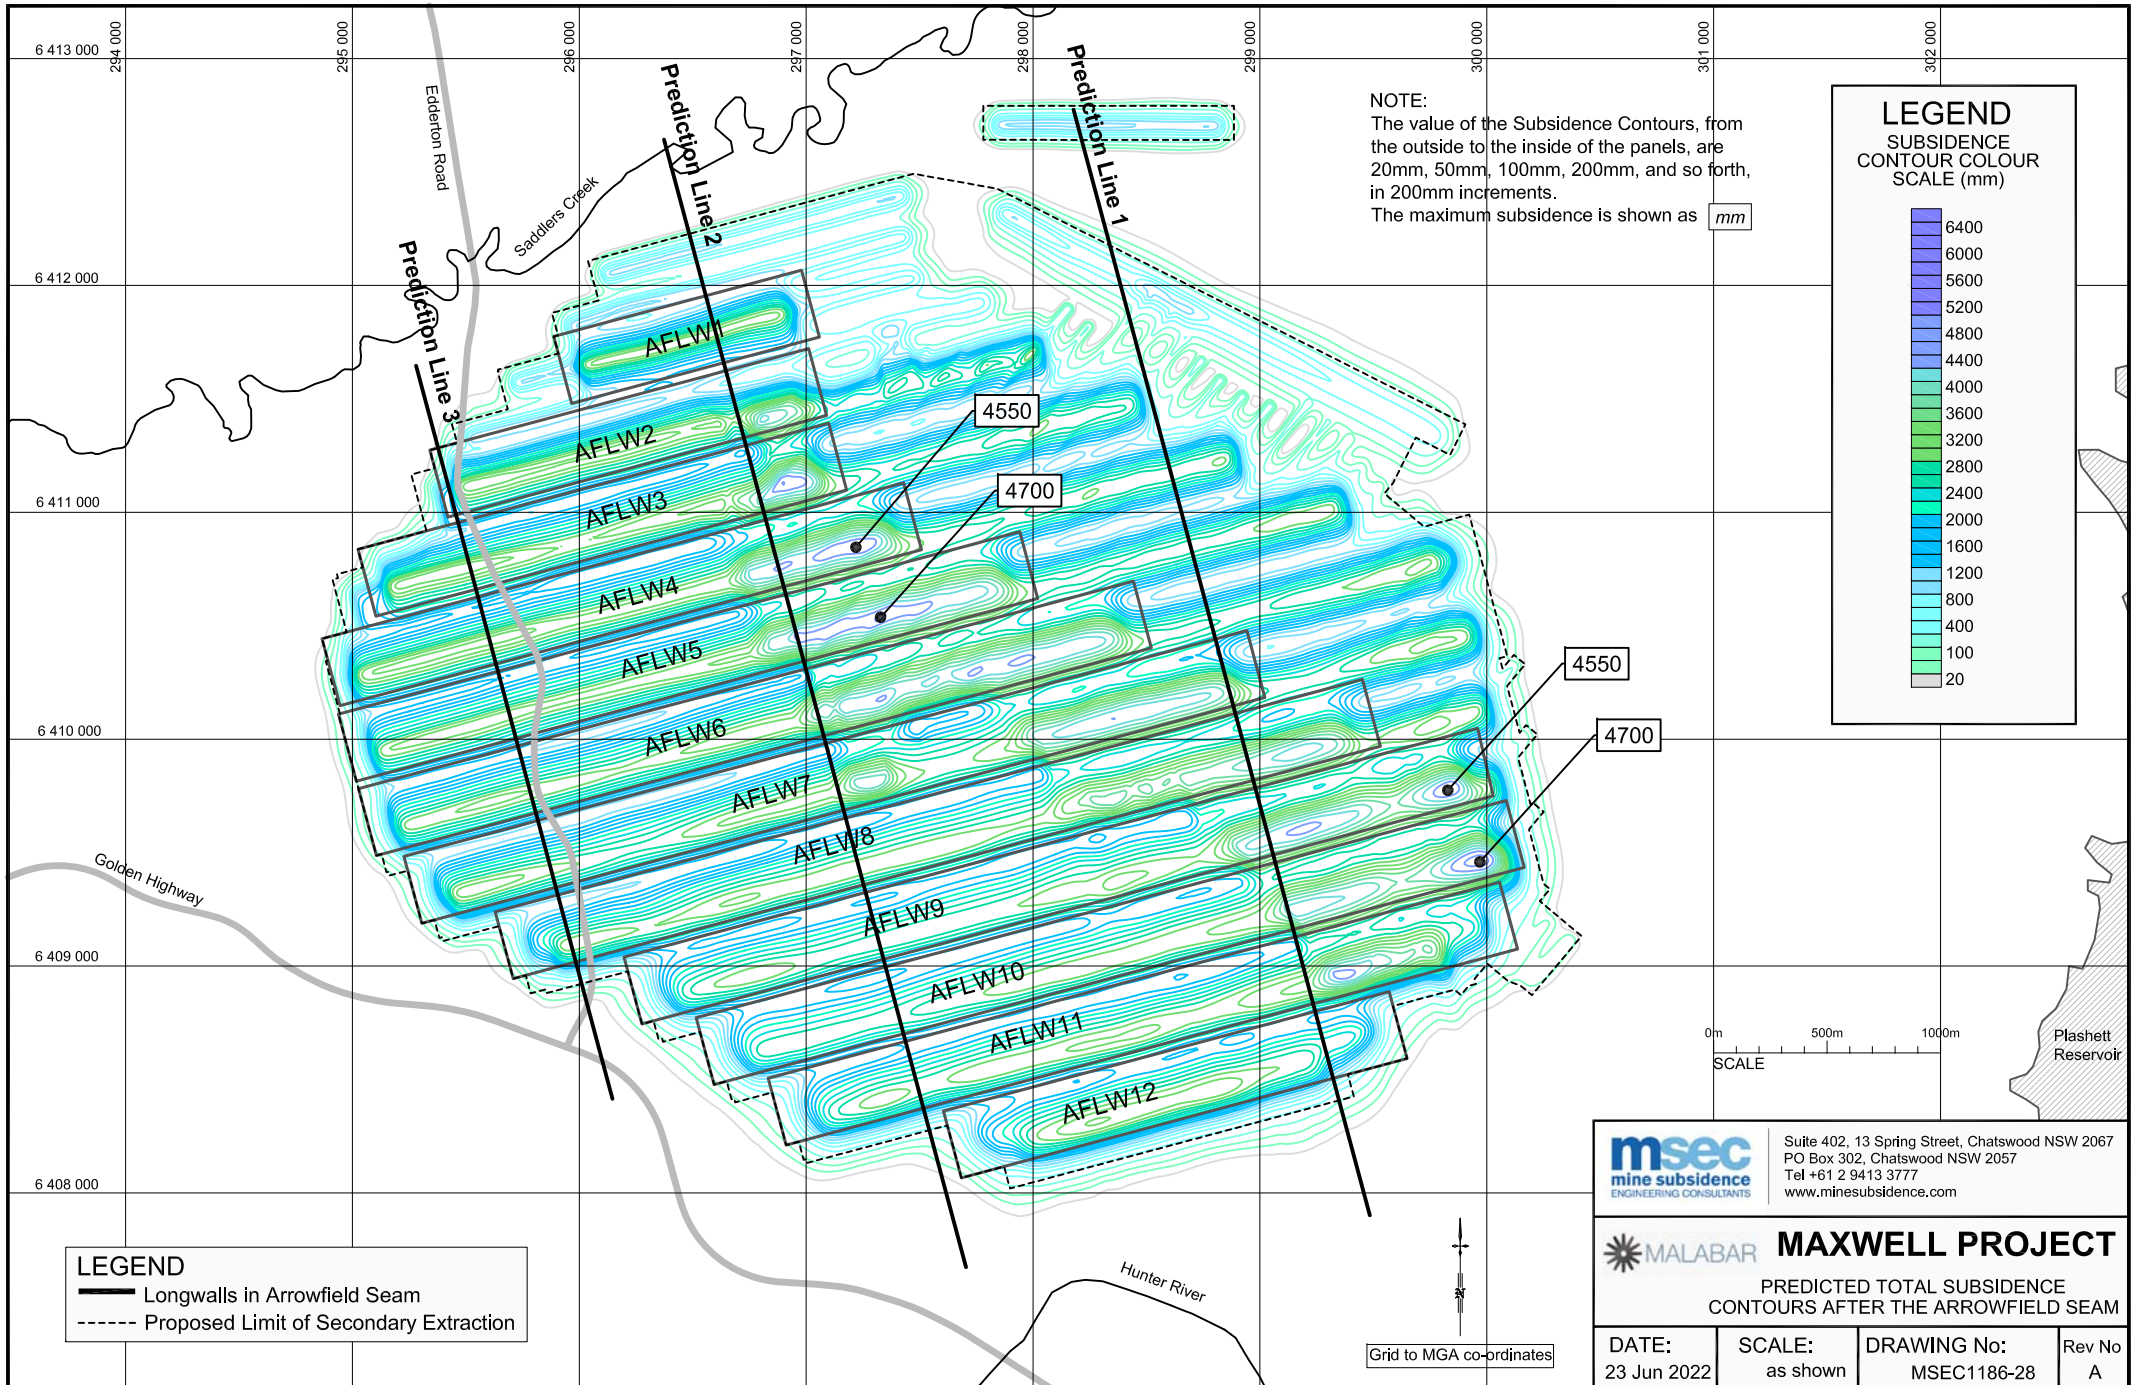 6 413 000
6 412 000
6 411 000
6 410 000
6 409 000
6 408 000
294 000
295 000
296 000
297 000
298 000
299 000
300 000
301 000
302 000
Edderton Road
Saddlers Creek
Golden Highway
Hunter River
Plashett
Reservoir
Prediction Line 3
Prediction Line 2
Prediction Line 1
NOTE:
The value of the Subsidence Contours, from
the outside to the inside of the panels, are
20mm, 50mm, 100mm, 200mm, and so forth,
in 200mm increments.
The maximum subsidence is shown as mm
LEGEND
SUBSIDENCE
CONTOUR COLOUR
SCALE (mm)
6400
6000
5600
5200
4800
4400
4000
3600
3200
2800
2400
2000
1600
1200
800
400
100
20
AFLW1
AFLW2
AFLW3
AFLW4
AFLW5
AFLW6
AFLW7
AFLW8
AFLW9
AFLW10
AFLW11
AFLW12
4550
4700
4550
4700
0m 500m 1000m
SCALE
LEGEND
Longwalls in Arrowfield Seam
Proposed Limit of Secondary Extraction
N
Grid to MGA co-ordinates
msec
mine subsidence
ENGINEERING CONSULTANTS
Suite 402, 13 Spring Street, Chatswood NSW 2067
PO Box 302, Chatswood NSW 2057
Tel +61 2 9413 3777
www.minesubsidence.com
MALABAR
MAXWELL PROJECT
PREDICTED TOTAL SUBSIDENCE
CONTOURS AFTER THE ARROWFIELD SEAM
DATE:
23 Jun 2022
SCALE:
as shown
DRAWING No:
MSEC1186-28
Rev No
A